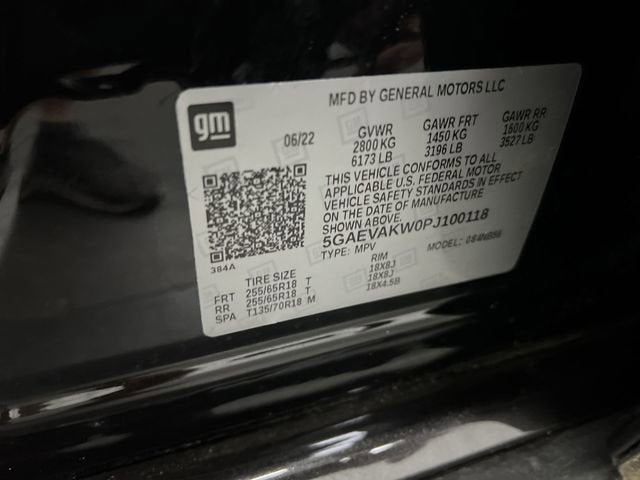 MFD BY GENERAL MOTORS LLC
gm
06/22
GVWR GAWR FRT GAWR RR
2800 KG 1450 KG 1600 KG
6173 LB 3196 LB 3527 LB
THIS VEHICLE CONFORMS TO ALL
APPLICABLE U.S. FEDERAL MOTOR
VEHICLE SAFETY STANDARDS IN EFFECT
ON THE DATE OF MANUFACTURE
SHOWN ABOVE.
5GAEVAKW0PJ100118
TYPE: MPV MODEL:
384A
TIRE SIZE RIM
FRT 255/65R18 T 18X8J
RR 255/65R18 T 18X8J
SPA T135/70R18 M 18X4.5B